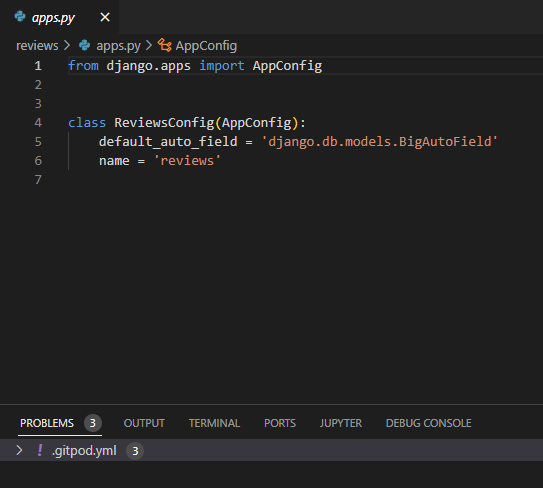 apps.py
reviews > apps.py > AppConfig
1 from django.apps import AppConfig
2
3
4 class ReviewsConfig(AppConfig):
5     default_auto_field = 'django.db.models.BigAutoField'
6     name = 'reviews'
7
PROBLEMS 3 OUTPUT TERMINAL PORTS JUPYTER DEBUG CONSOLE
! .gitpod.yml 3